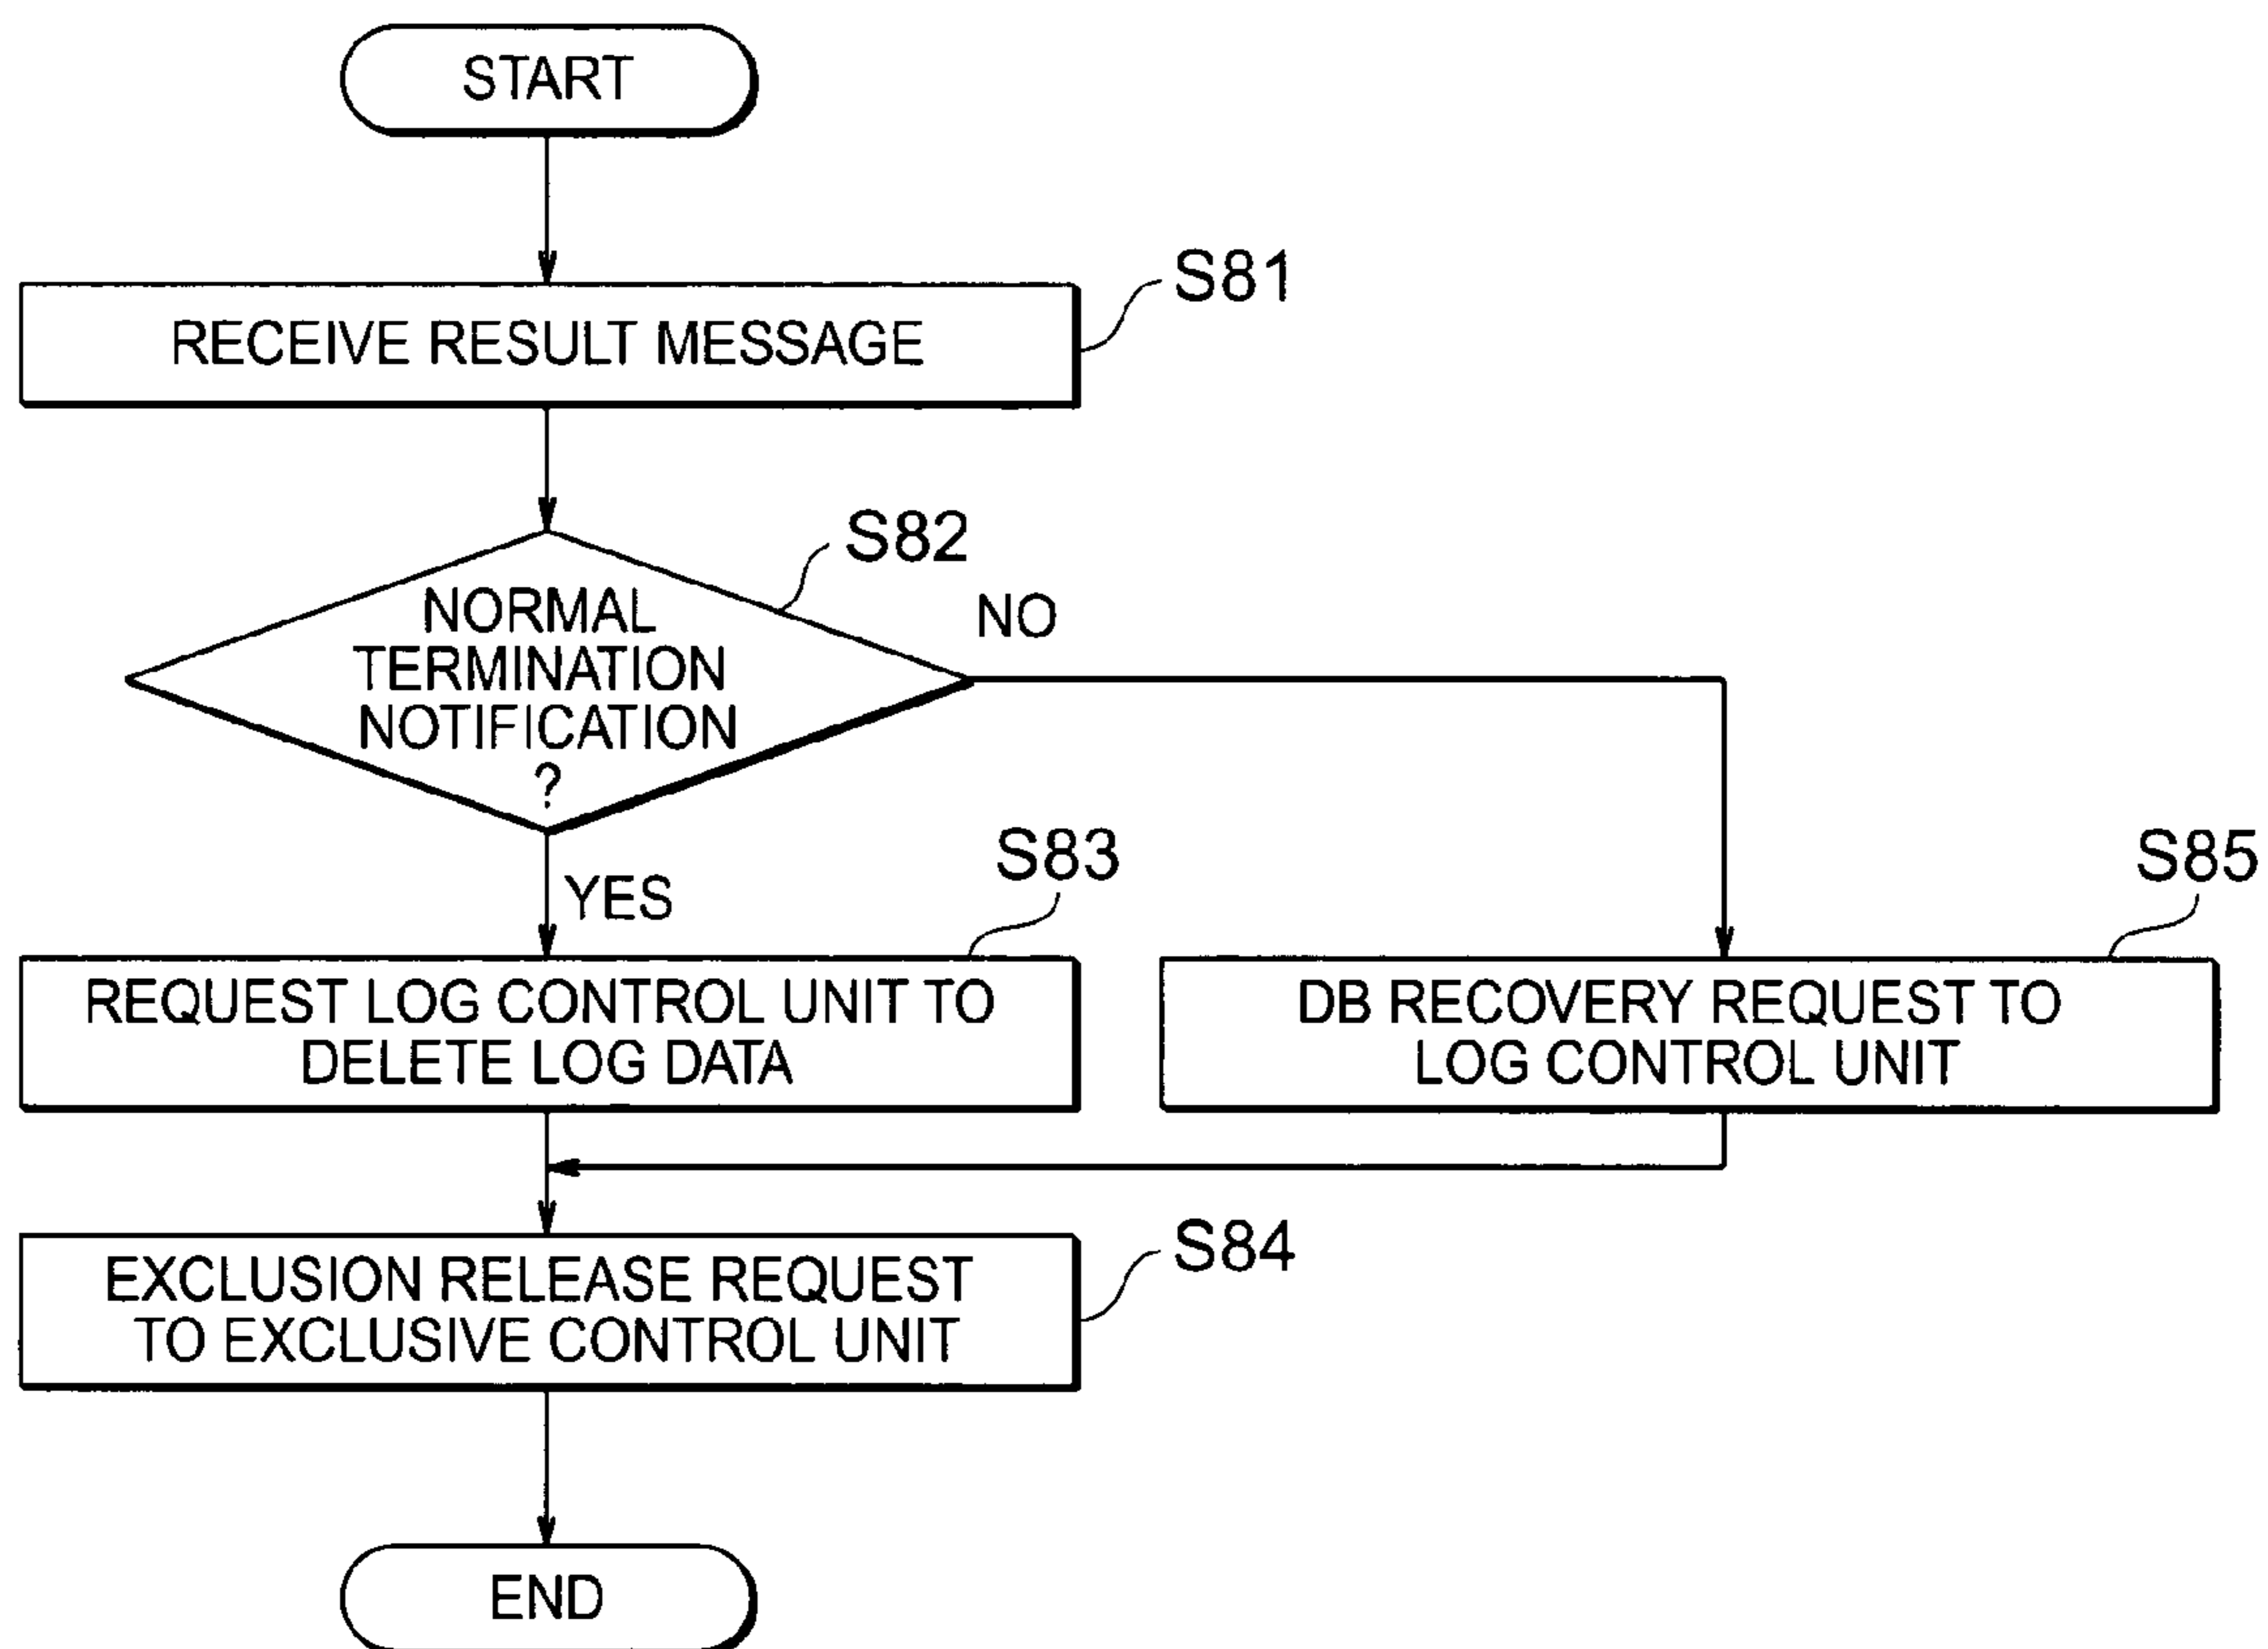 START
S81
RECEIVE RESULT MESSAGE
S82
NORMAL
TERMINATION
NOTIFICATION
?
NO
YES
S83
REQUEST LOG CONTROL UNIT TO
DELETE LOG DATA
S85
DB RECOVERY REQUEST TO
LOG CONTROL UNIT
S84
EXCLUSION RELEASE REQUEST
TO EXCLUSIVE CONTROL UNIT
END